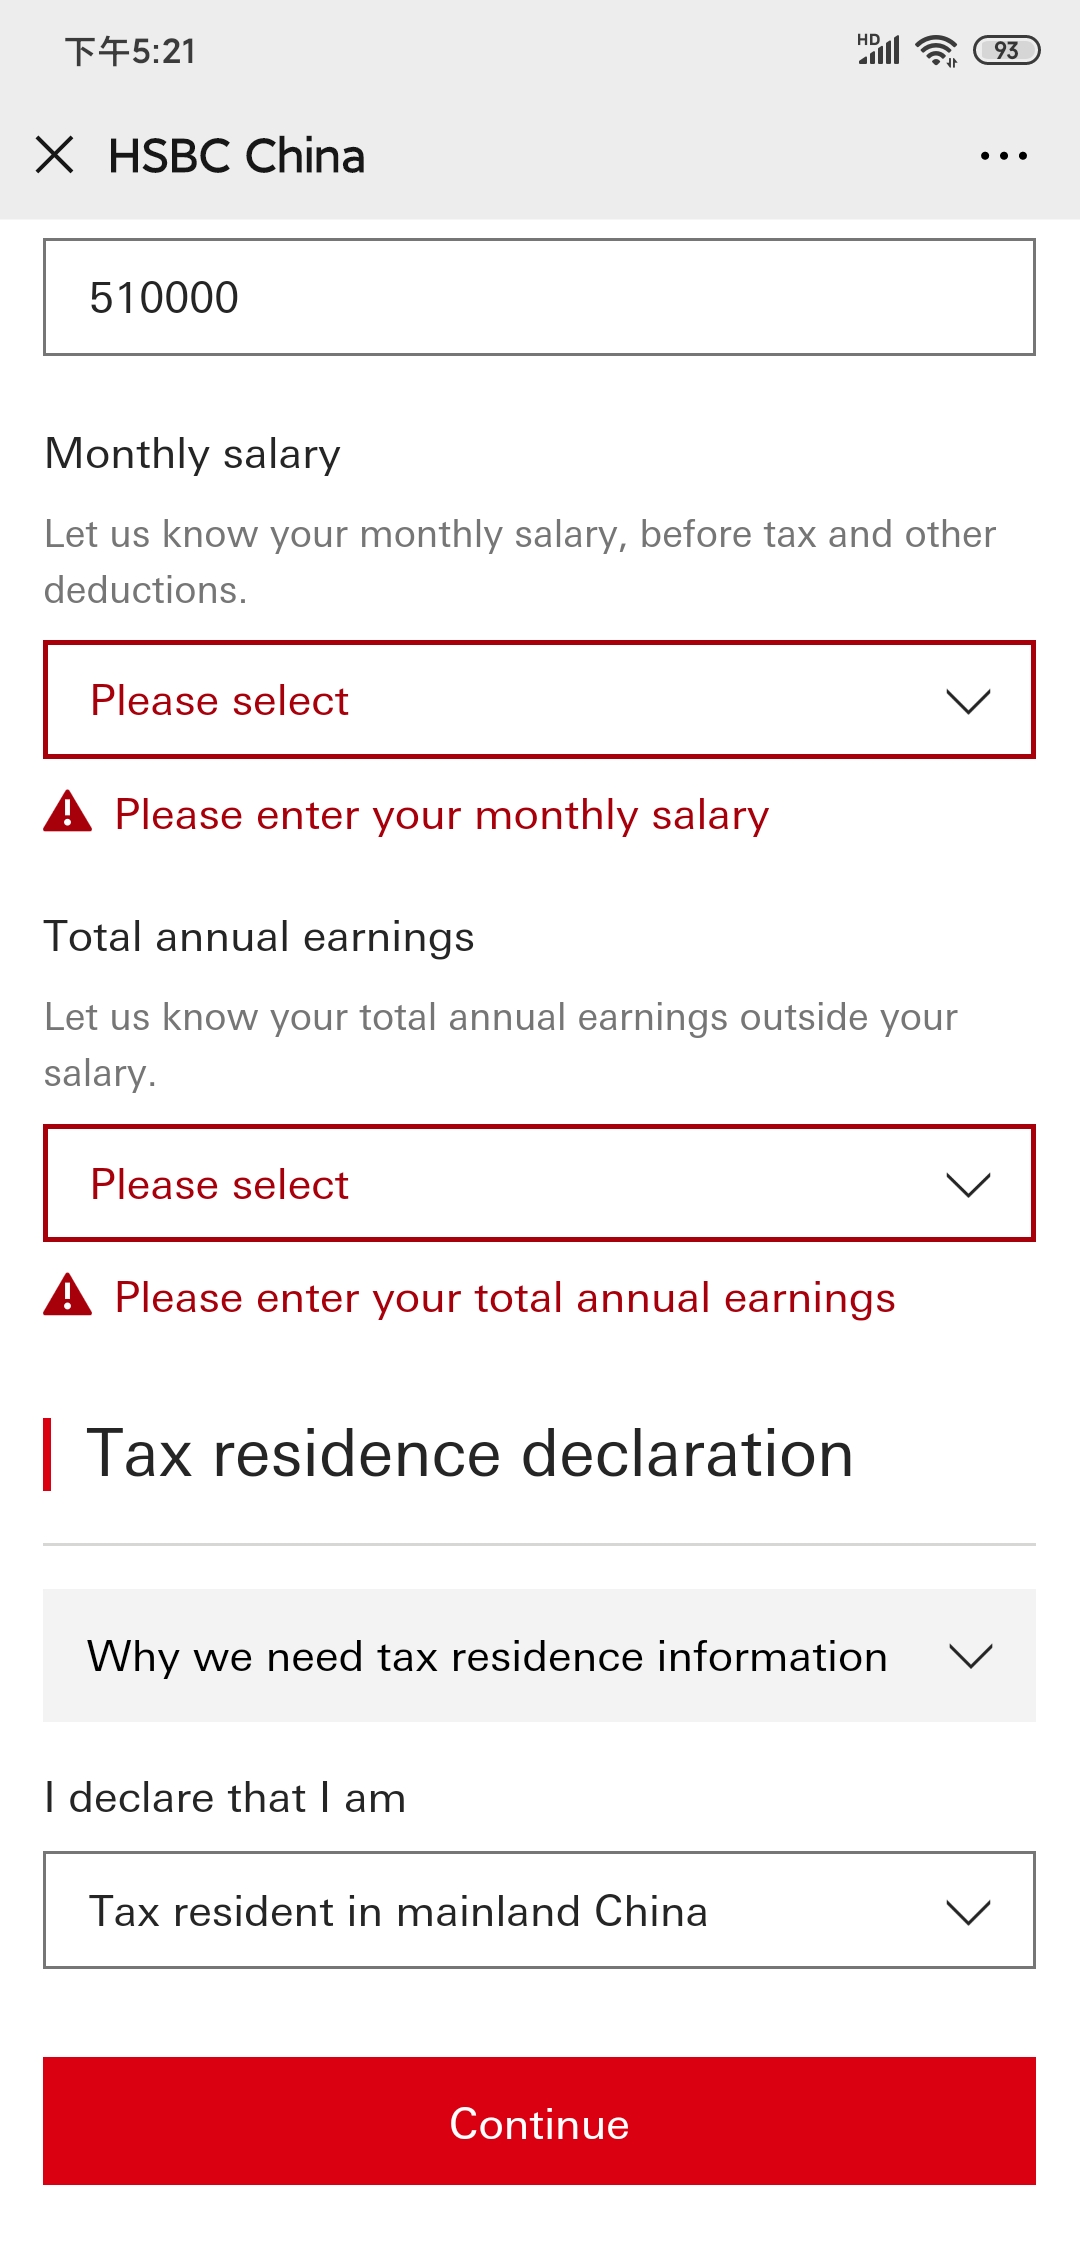 下午5:21
HD
93
HSBC China
510000
Monthly salary
Let us know your monthly salary, before tax and other
deductions.
Please select
Please enter your monthly salary
Total annual earnings
Let us know your total annual earnings outside your
salary.
Please select
Please enter your total annual earnings
Tax residence declaration
Why we need tax residence information
I declare that I am
Tax resident in mainland China
Continue